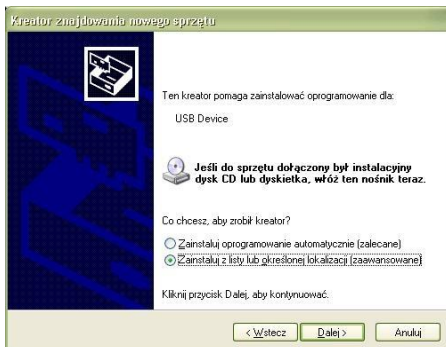 Kreator znajdowania nowego sprzętu
Ten kreator pomaga zainstalować oprogramowanie dla:
USB Device
Jeśli do sprzętu dołączony był instalacyjny
dysk CD lub dyskietka, włóż ten nośnik teraz.
Co chcesz, aby zrobił kreator?
Zainstaluj oprogramowanie automatycznie (zalecane)
Zainstaluj z listy lub określonej lokalizacji (zaawansowane)
Kliknij przycisk Dalej, aby kontynuować.
< Wstecz Dalej > Anuluj